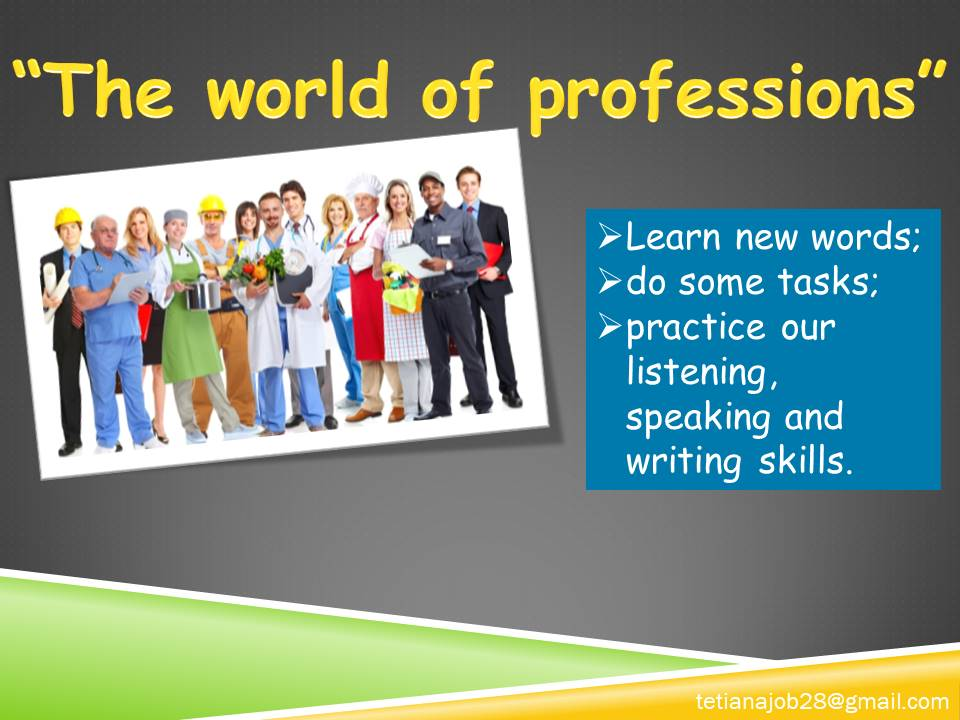 “The world of professions”
➢Learn new words;
➢do some tasks;
➢practice our
listening,
speaking and
writing skills.
tetianajob28@gmail.com